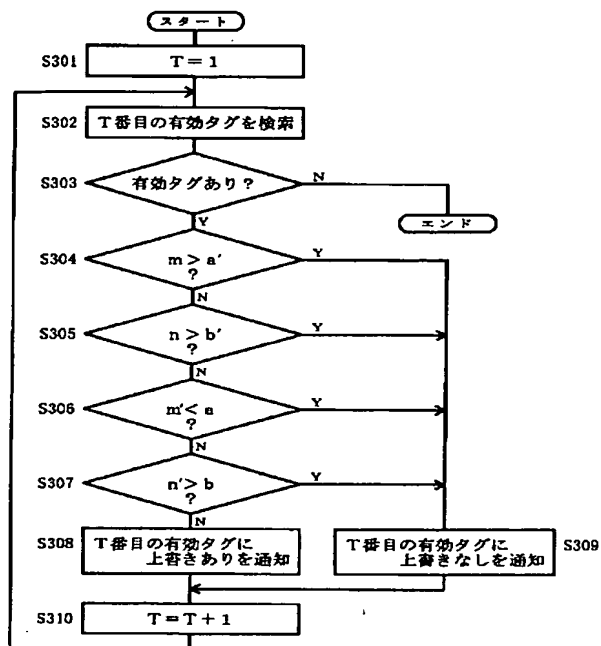 スタート
S301
T=1
S302
T番目の有効タグを検索
S303
有効タグあり?
N
エンド
Y
S304
m>a'
?
Y
N
S305
n>b'
?
Y
N
S306
m'<a
?
Y
N
S307
n'>b
?
Y
N
S308
T番目の有効タグに
上書きありを通知
T番目の有効タグに
上書きなしを通知
S309
S310
T=T+1